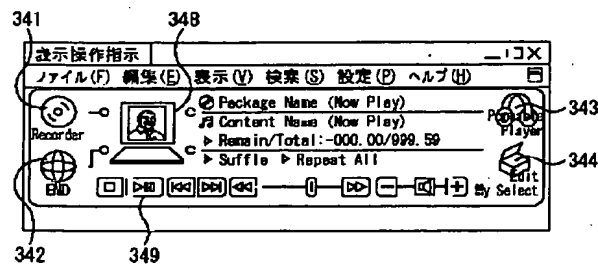 341 348
表示操作指示
ファイル(F) 編集(E) 表示(V) 検索(S) 設定(P) ヘルプ(H)
Package Name (Now Play)
Content Name (Now Play)
Remain/Total:-000.00/999.59
Suffle Repeat All
Recorder
END
Player
343
Edit
My Select
344
342 349